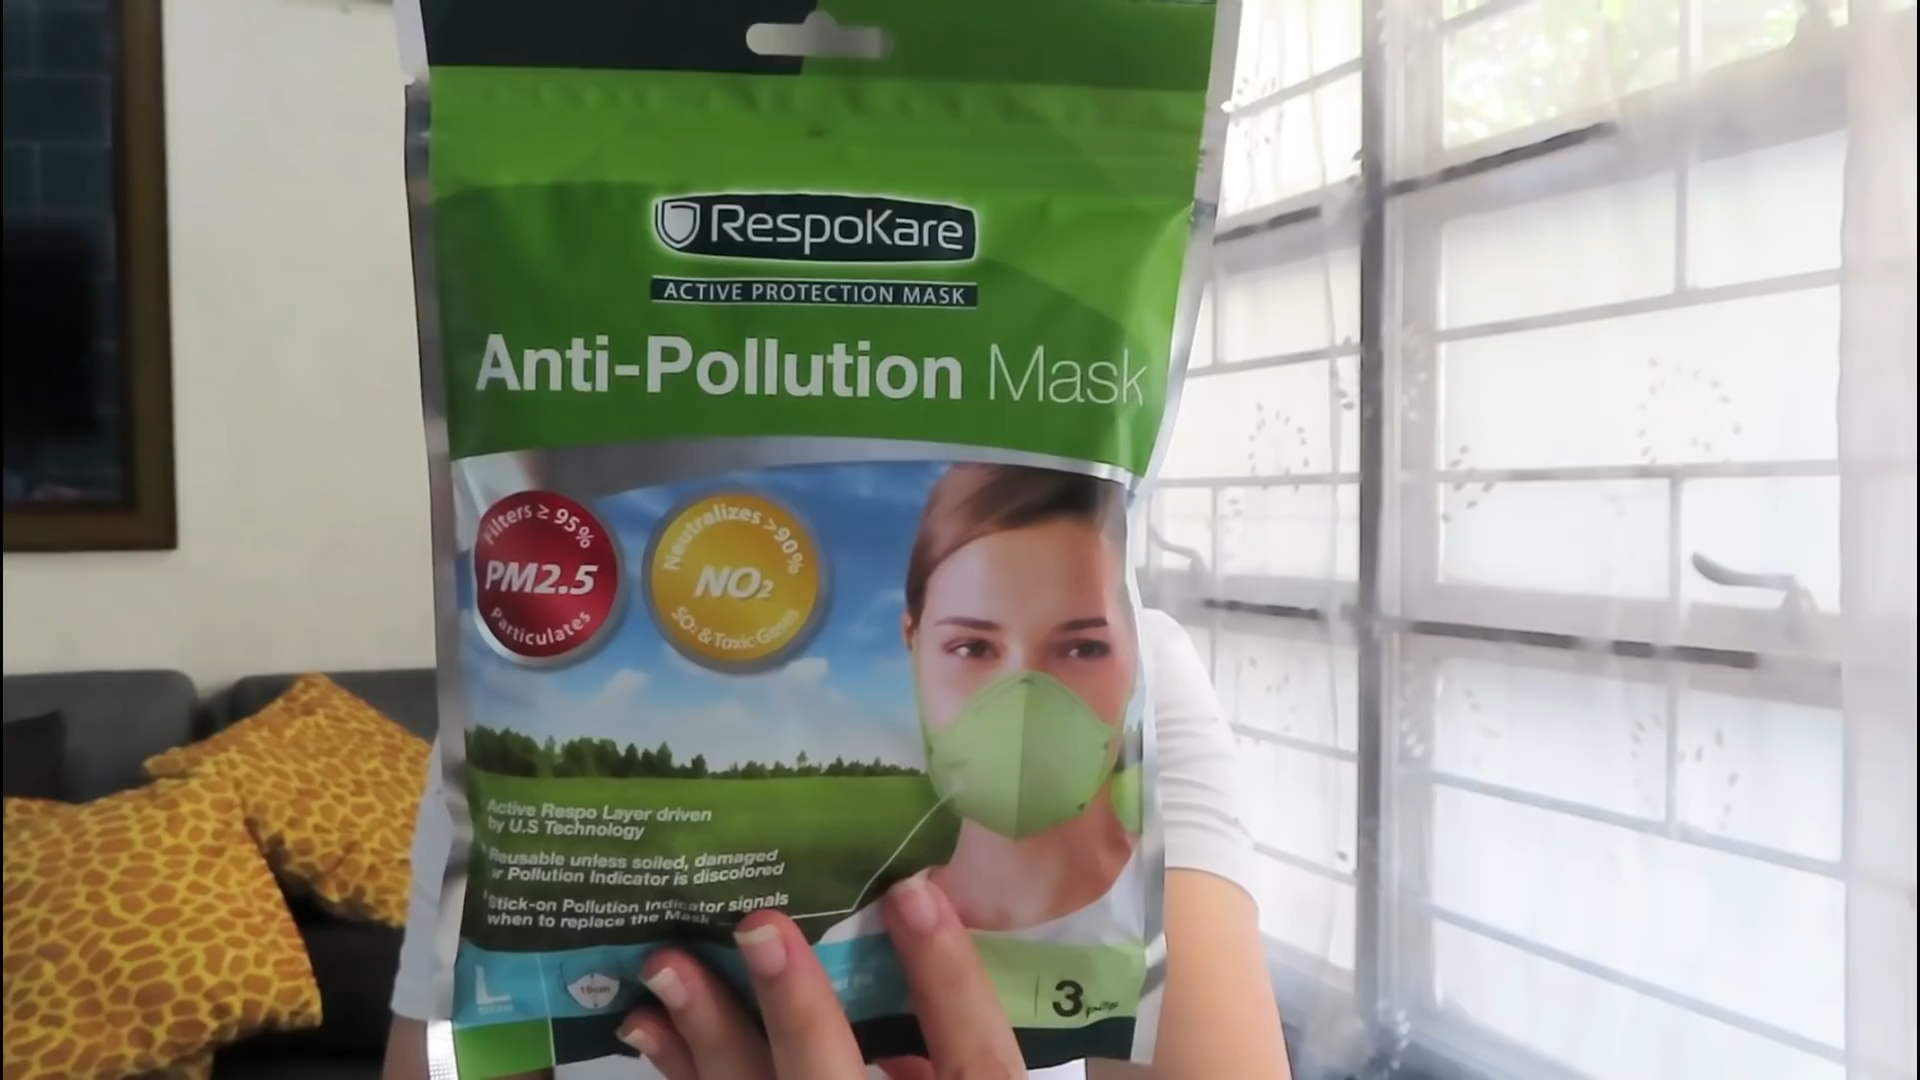 RespoKare
ACTIVE PROTECTION MASK
Anti-Pollution Mask
Filters ≥ 95%
PM2.5
Particulates
Neutralizes >90%
NO₂
SO₂ & Toxic Gases
Active Respo Layer driven
by U.S Technology
Reusable unless soiled, damaged
or Pollution Indicator is discolored
Stick-on Pollution Indicator signals
when to replace the Mask
L
15cm
3